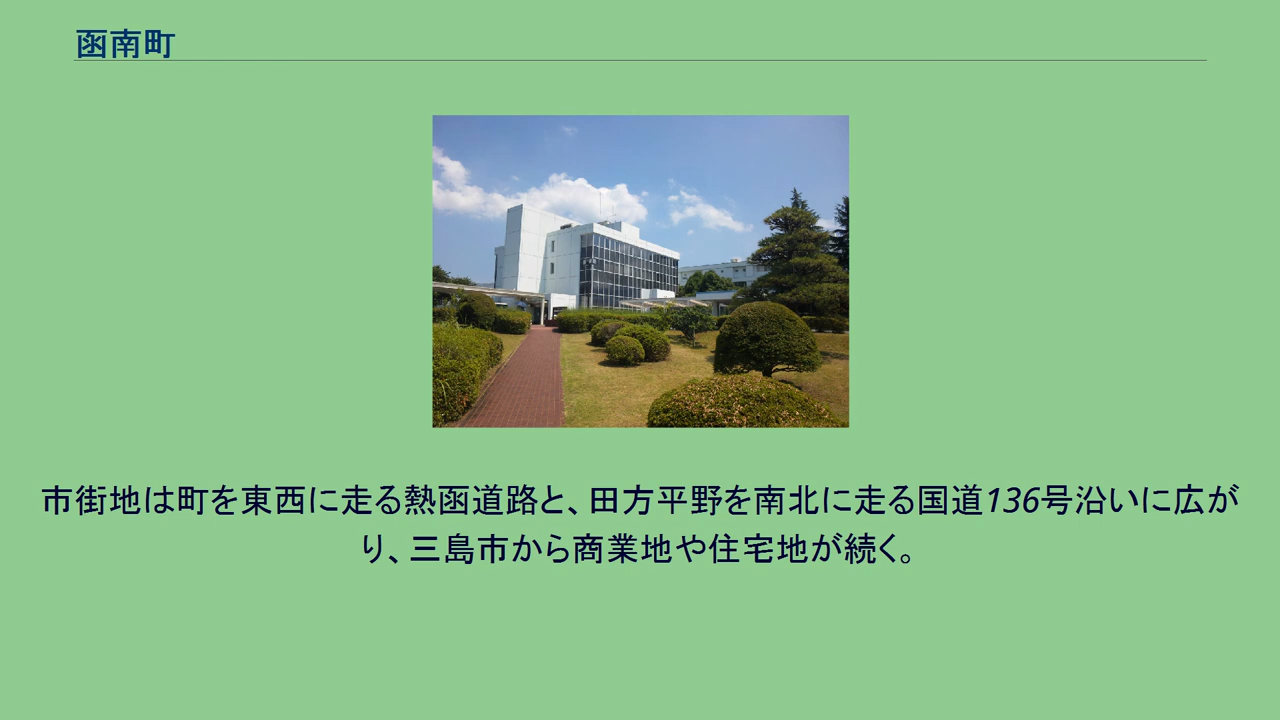 函南町
市街地は町を東西に走る熱函道路と、田方平野を南北に走る国道136号沿いに広が
り、三島市から商業地や住宅地が続く。